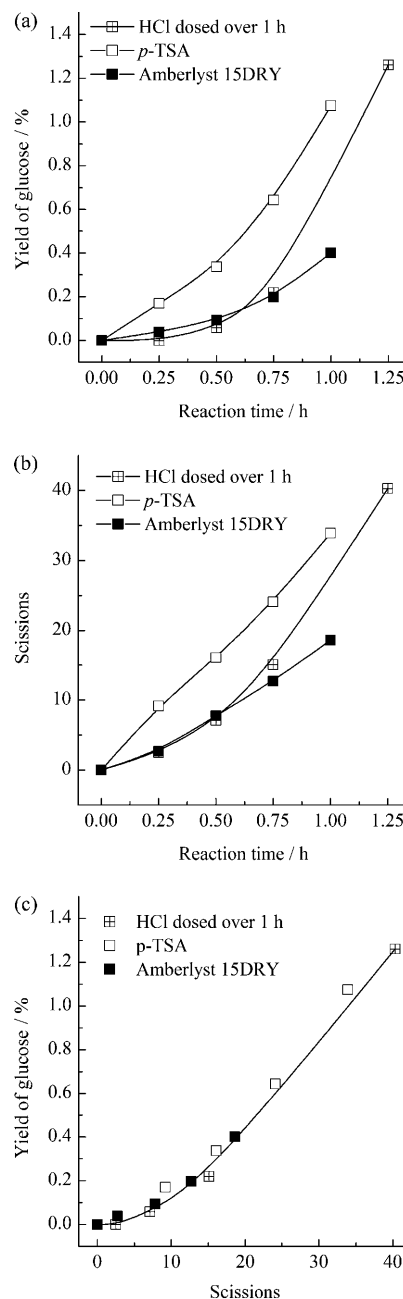 (a)
HCl dosed over 1 h
p-TSA
Amberlyst 15DRY
1.4
1.2
1.0
0.8
0.6
0.4
0.2
0.0
Yield of glucose / %
0.00 0.25 0.50 0.75 1.00 1.25
Reaction time / h
(b)
HCl dosed over 1 h
p-TSA
Amberlyst 15DRY
40
30
20
10
0
Scissions
0.00 0.25 0.50 0.75 1.00 1.25
Reaction time / h
(c)
HCl dosed over 1 h
p-TSA
Amberlyst 15DRY
1.4
1.2
1.0
0.8
0.6
0.4
0.2
0.0
Yield of glucose / %
0 10 20 30 40
Scissions